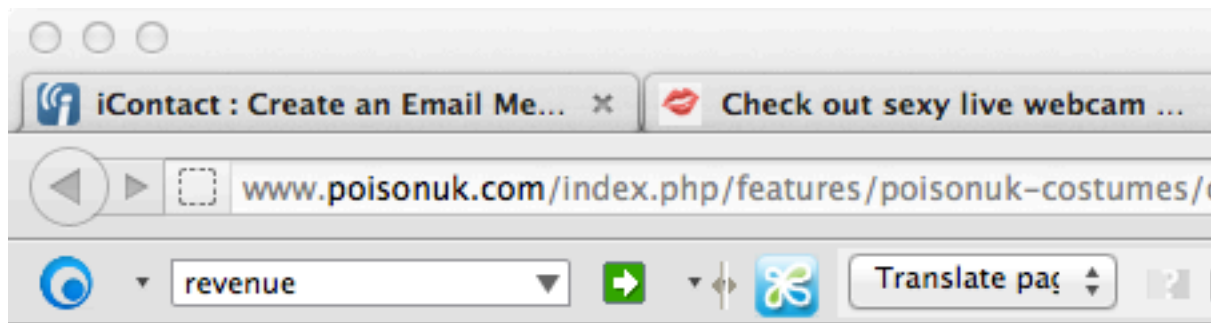 iContact : Create an Email Me... Check out sexy live webcam ...
www.poisonuk.com/index.php/features/poisonuk-costumes/
revenue Translate pag